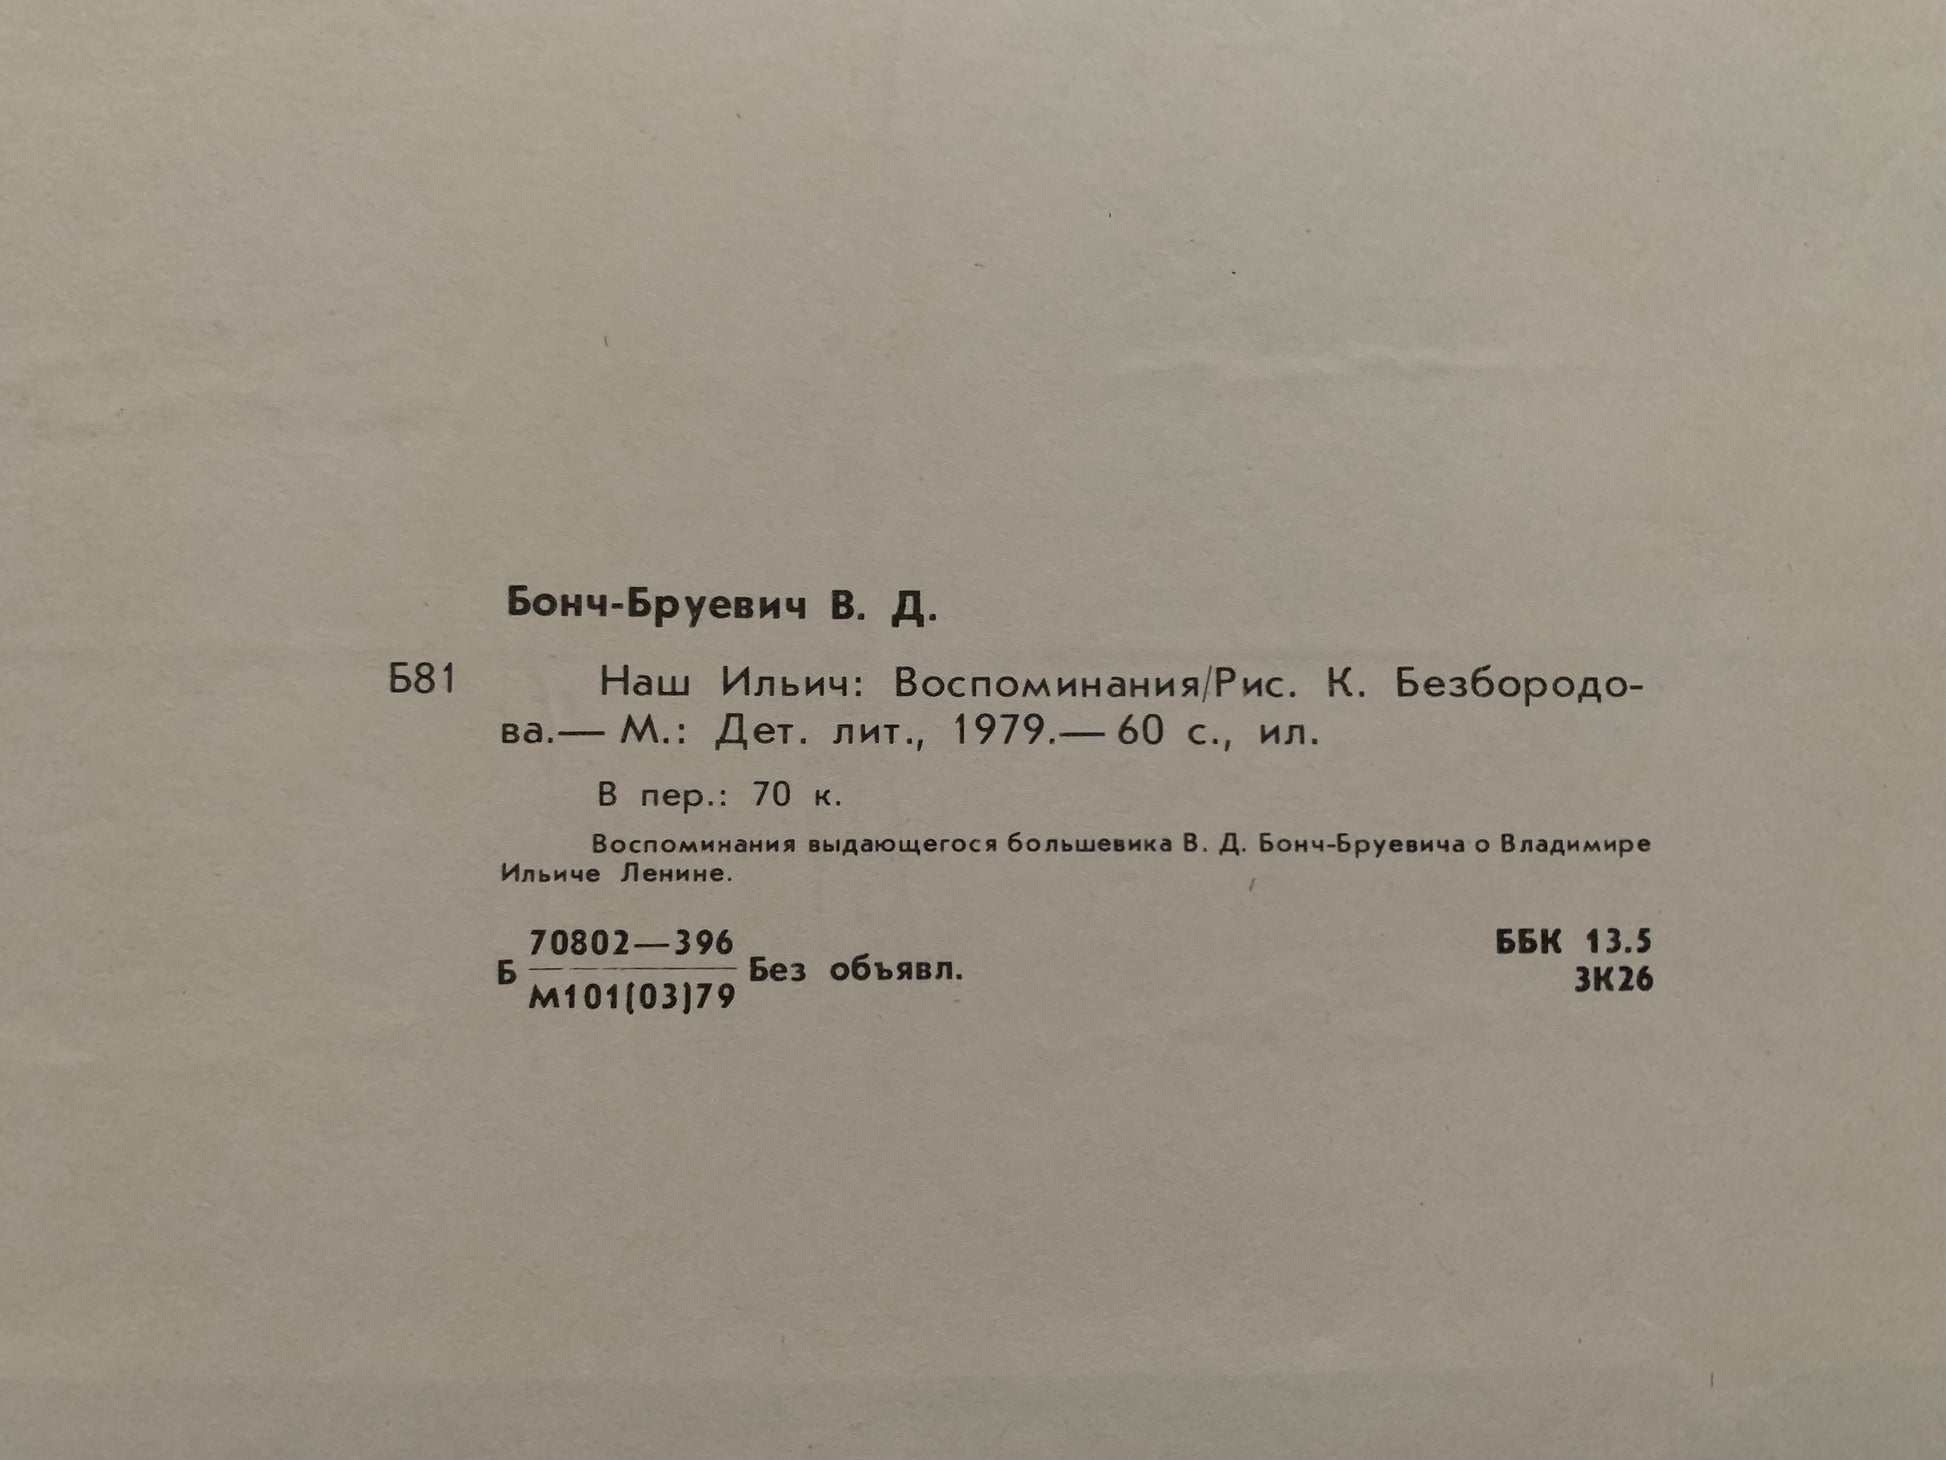 Бонч-Бруевич В. Д.
Б81 Наш Ильич: Воспоминания/Рис. К. Безбородо-
ва.— М.: Дет. лит., 1979.— 60 с., ил.
В пер.: 70 к.
Воспоминания выдающегося большевика В. Д. Бонч-Бруевича о Владимире
Ильиче Ленине.
70802—396
Б Без объявл.
М101(03)79
ББК 13.5
3К26